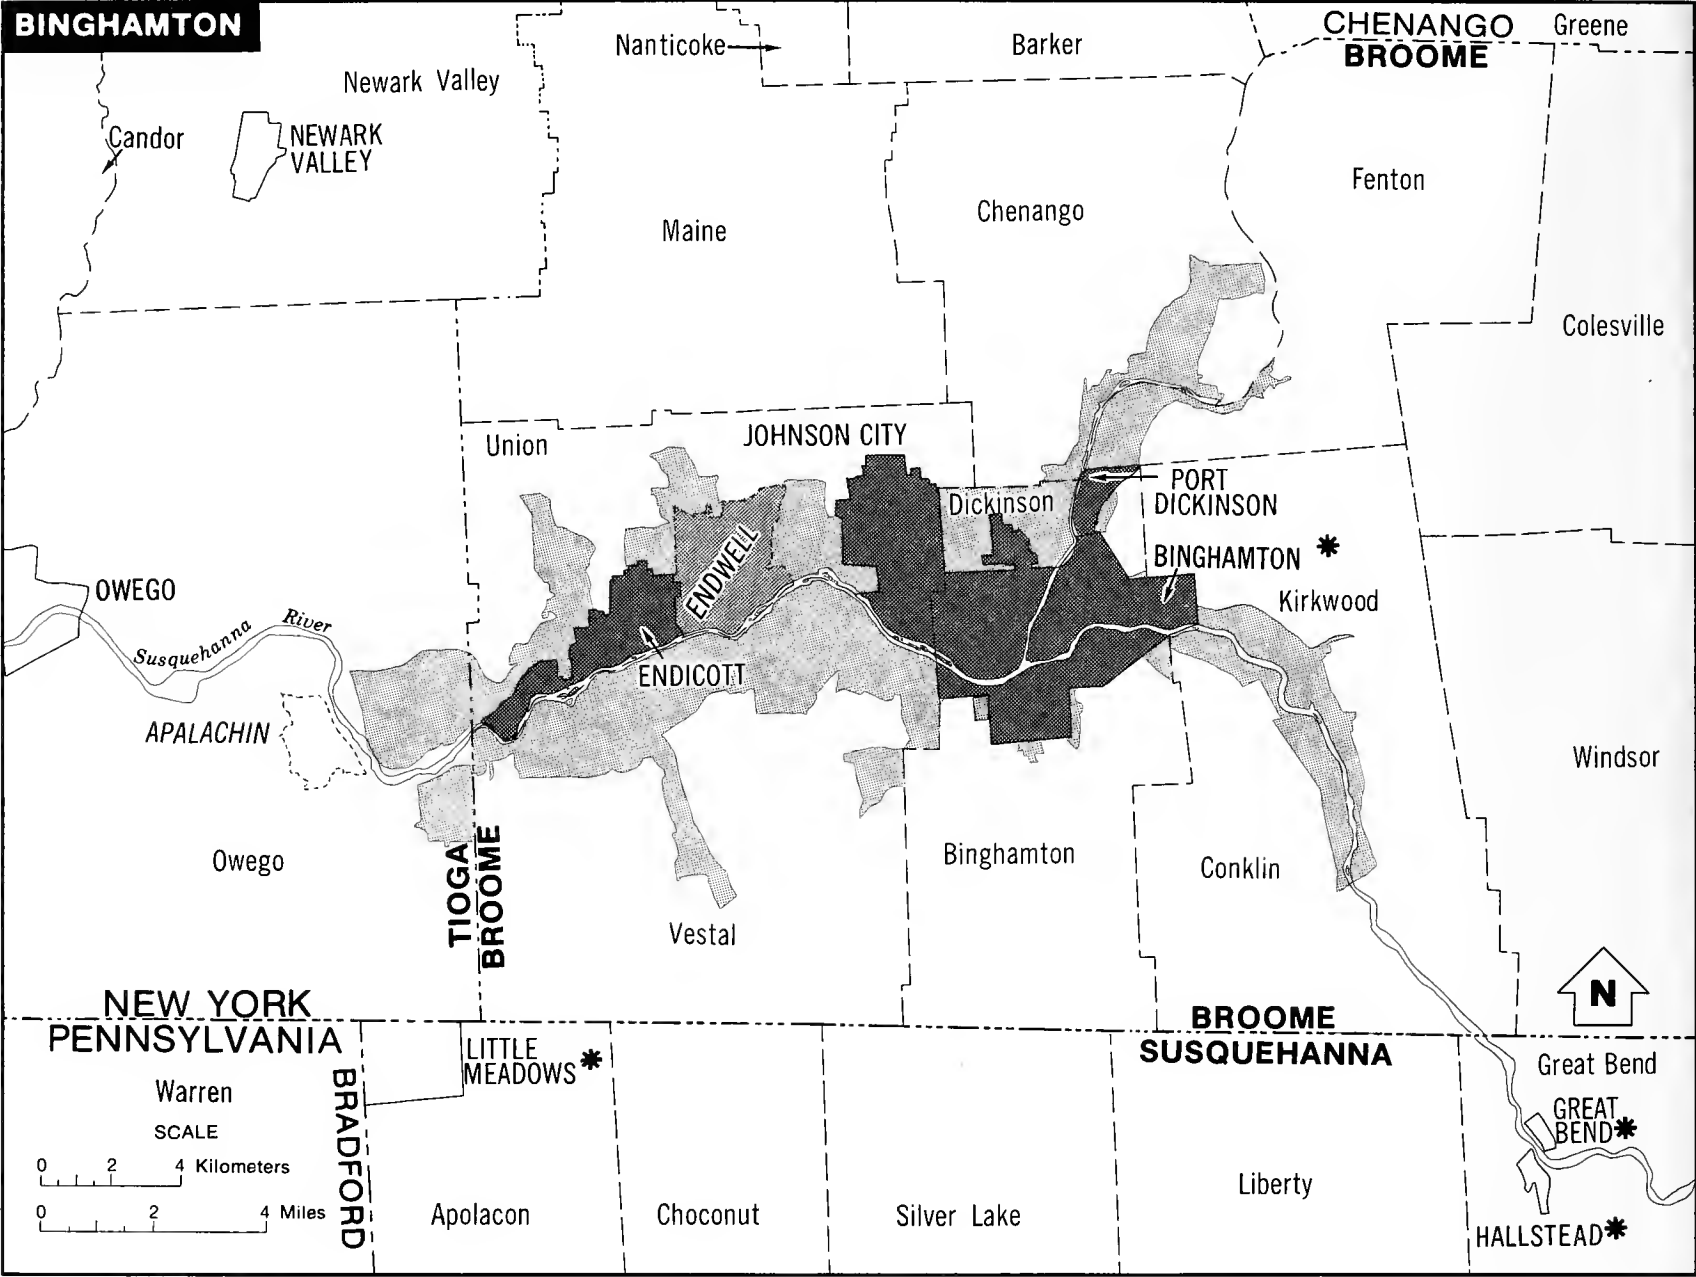 BINGHAMTON
CHENANGO
Greene
Nanticoke
Barker
BROOME
Newark Valley
Candor
NEWARK
VALLEY
Fenton
Chenango
Maine
Colesville
JOHNSON CITY
Union
PORT
DICKINSON
Dickinson
BINGHAMTON *
ENDWELL
OWEGO
Kirkwood
Susquehanna River
ENDICOTT
APALACHIN
Windsor
Owego
TIOGA
BROOME
Binghamton
Conklin
Vestal
N
NEW YORK
PENNSYLVANIA
BROOME
SUSQUEHANNA
LITTLE
MEADOWS *
BRADFORD
Great Bend
Warren
GREAT
BEND *
SCALE
0 2 4 Kilometers
0 2 4 Miles
Apolacon
Choconut
Silver Lake
Liberty
HALLSTEAD *